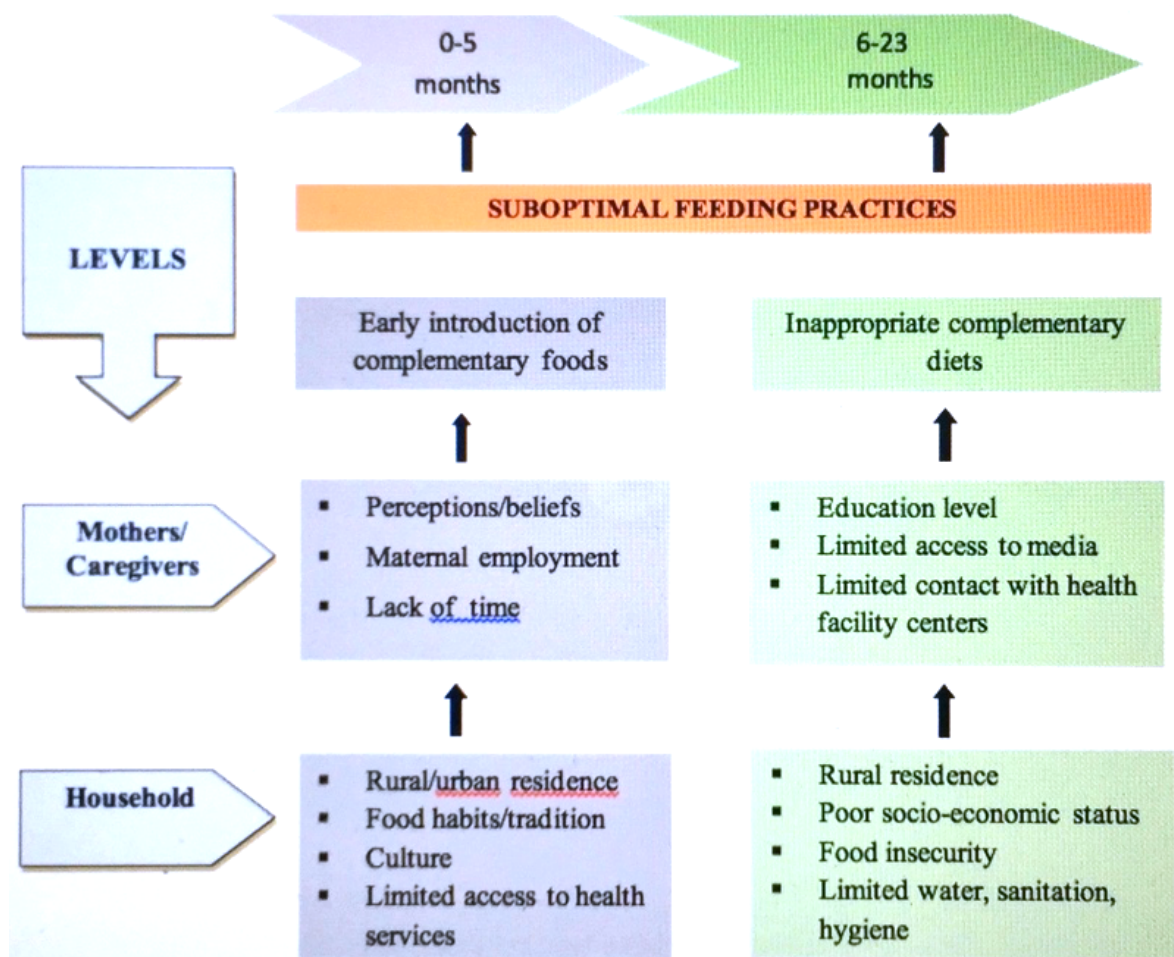 0-5
months
6-23
months
SUBOPTIMAL FEEDING PRACTICES
LEVELS
Early introduction of
complementary foods
Inappropriate complementary
diets
Mothers/
Caregivers
▪ Perceptions/beliefs
▪ Maternal employment
▪ Lack of time
▪ Education level
▪ Limited access to media
▪ Limited contact with health
facility centers
Household
▪ Rural/urban residence
▪ Food habits/tradition
▪ Culture
▪ Limited access to health
services
▪ Rural residence
▪ Poor socio-economic status
▪ Food insecurity
▪ Limited water, sanitation,
hygiene